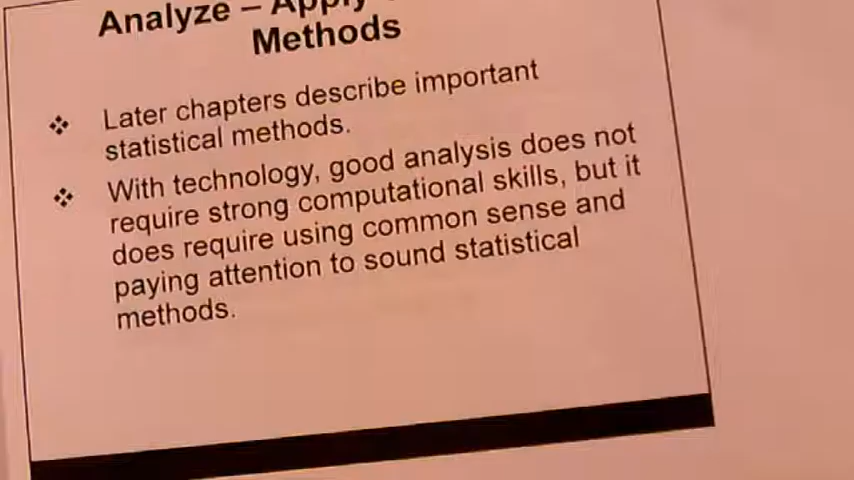 Analyze – Apply
Methods
Later chapters describe important
statistical methods.
With technology, good analysis does not
require strong computational skills, but it
does require using common sense and
paying attention to sound statistical
methods.